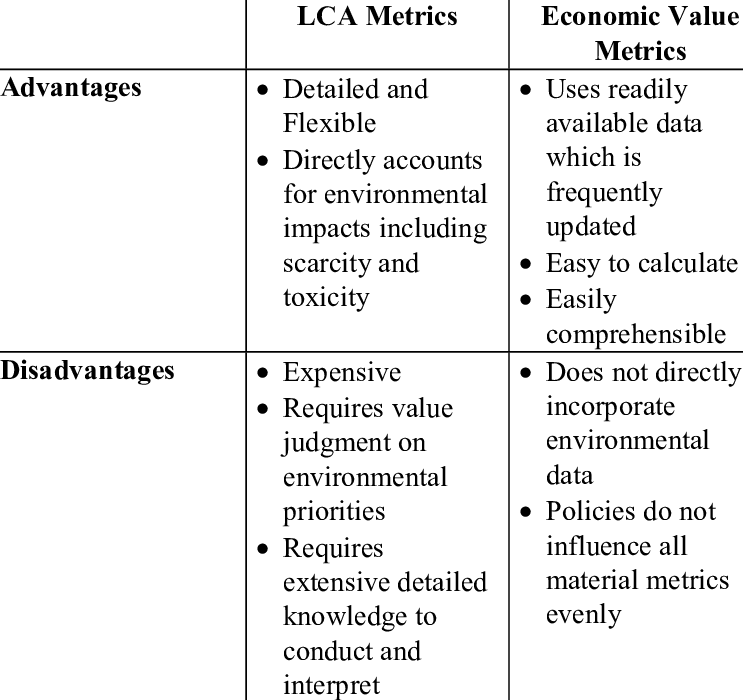 LCA Metrics
Economic Value
Metrics
Advantages
• Detailed and
Flexible
• Directly accounts
for environmental
impacts including
scarcity and
toxicity
• Uses readily
available data
which is
frequently
updated
• Easy to calculate
• Easily
comprehensible
Disadvantages
• Expensive
• Requires value
judgment on
environmental
priorities
• Requires
extensive detailed
knowledge to
conduct and
interpret
• Does not directly
incorporate
environmental
data
• Policies do not
influence all
material metrics
evenly